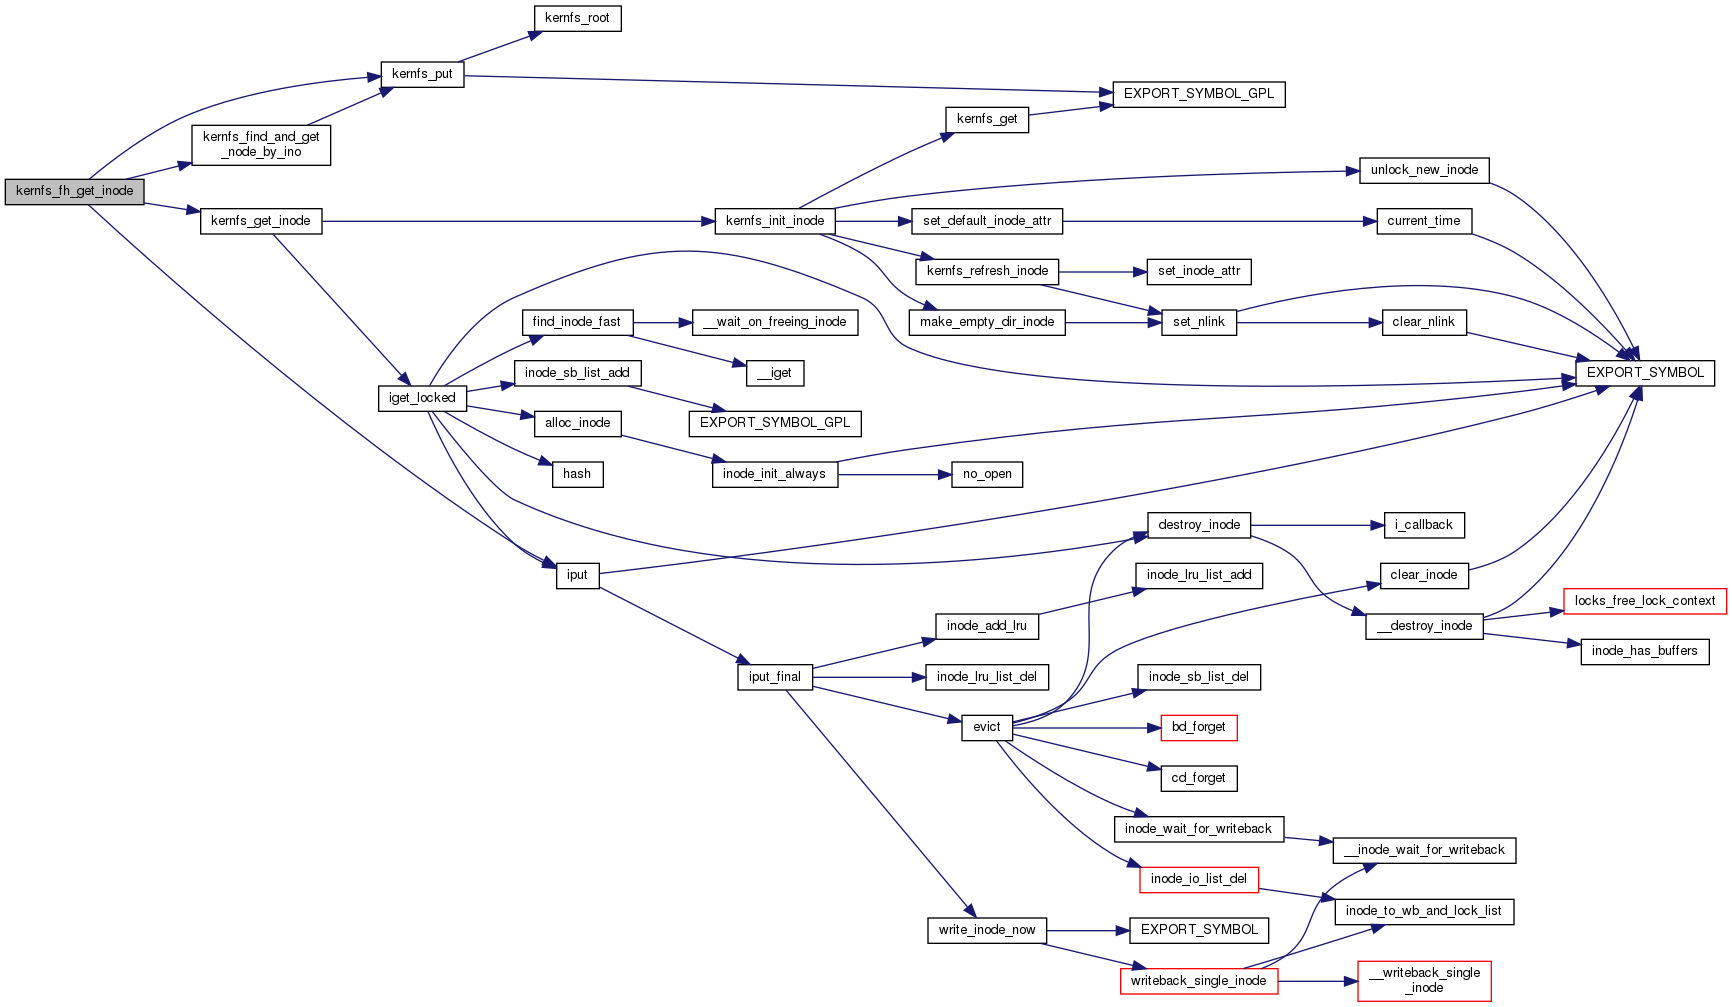 kernfs_root
kernfs_put
EXPORT_SYMBOL_GPL
kernfs_get
kernfs_find_and_get
_node_by_ino
unlock_new_inode
kernfs_fh_get_inode
kernfs_get_inode
kernfs_init_inode
set_default_inode_attr
current_time
kernfs_refresh_inode
set_inode_attr
find_inode_fast
__wait_on_freeing_inode
make_empty_dir_inode
set_nlink
clear_nlink
inode_sb_list_add
__iget
EXPORT_SYMBOL
iget_locked
alloc_inode
EXPORT_SYMBOL_GPL
hash
inode_init_always
no_open
destroy_inode
i_callback
iput
inode_lru_list_add
clear_inode
locks_free_lock_context
inode_add_lru
__destroy_inode
inode_has_buffers
iput_final
inode_lru_list_del
inode_sb_list_del
evict
bd_forget
cd_forget
inode_wait_for_writeback
__inode_wait_for_writeback
inode_io_list_del
inode_to_wb_and_lock_list
write_inode_now
EXPORT_SYMBOL
writeback_single_inode
__writeback_single
_inode